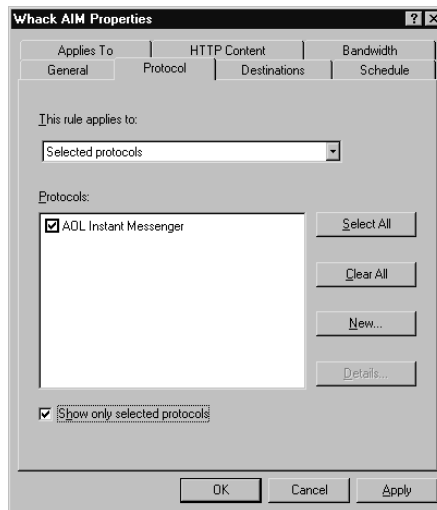 Whack AIM Properties
Applies To HTTP Content Bandwidth
General Protocol Destinations Schedule
This rule applies to:
Selected protocols
Protocols:
AOL Instant Messenger
Select All
Clear All
New...
Details...
Show only selected protocols
OK Cancel Apply